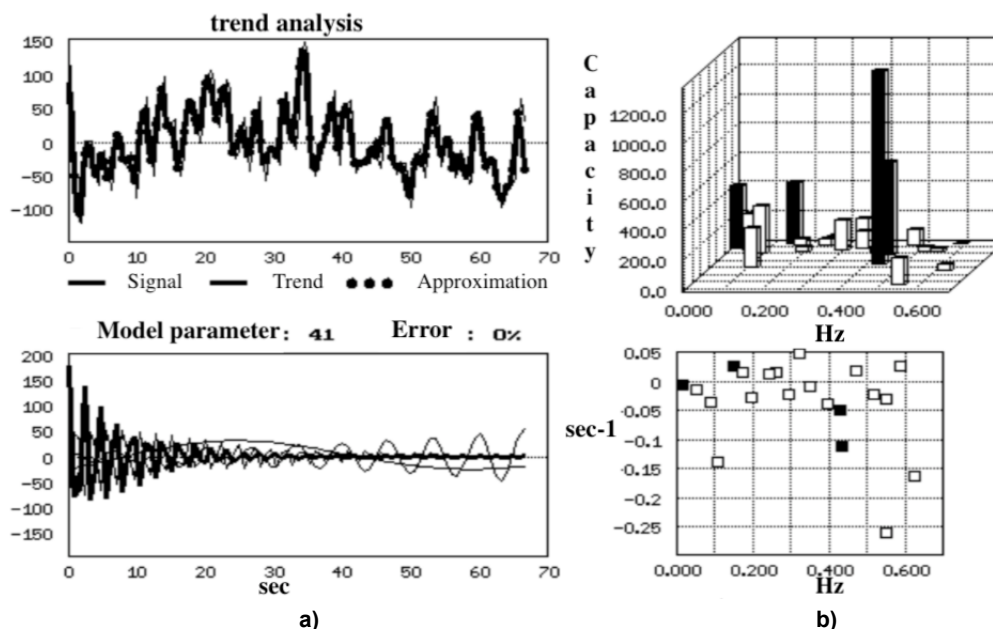 trend analysis
150
100
50
0
-50
-100
0 10 20 30 40 50 60 70
Signal Trend Approximation
Model parameter: 41 Error : 0%
200
150
100
50
0
-50
-100
-150
0 10 20 30 40 50 60 70
sec
a)
Capacity
1200.0
1000.0
800.0
600.0
400.0
200.0
0.0
0.000 0.200 0.400 0.600
Hz
0.05
0
-0.05
-0.1
-0.15
-0.2
-0.25
sec-1
0.000 0.200 0.400 0.600
Hz
b)